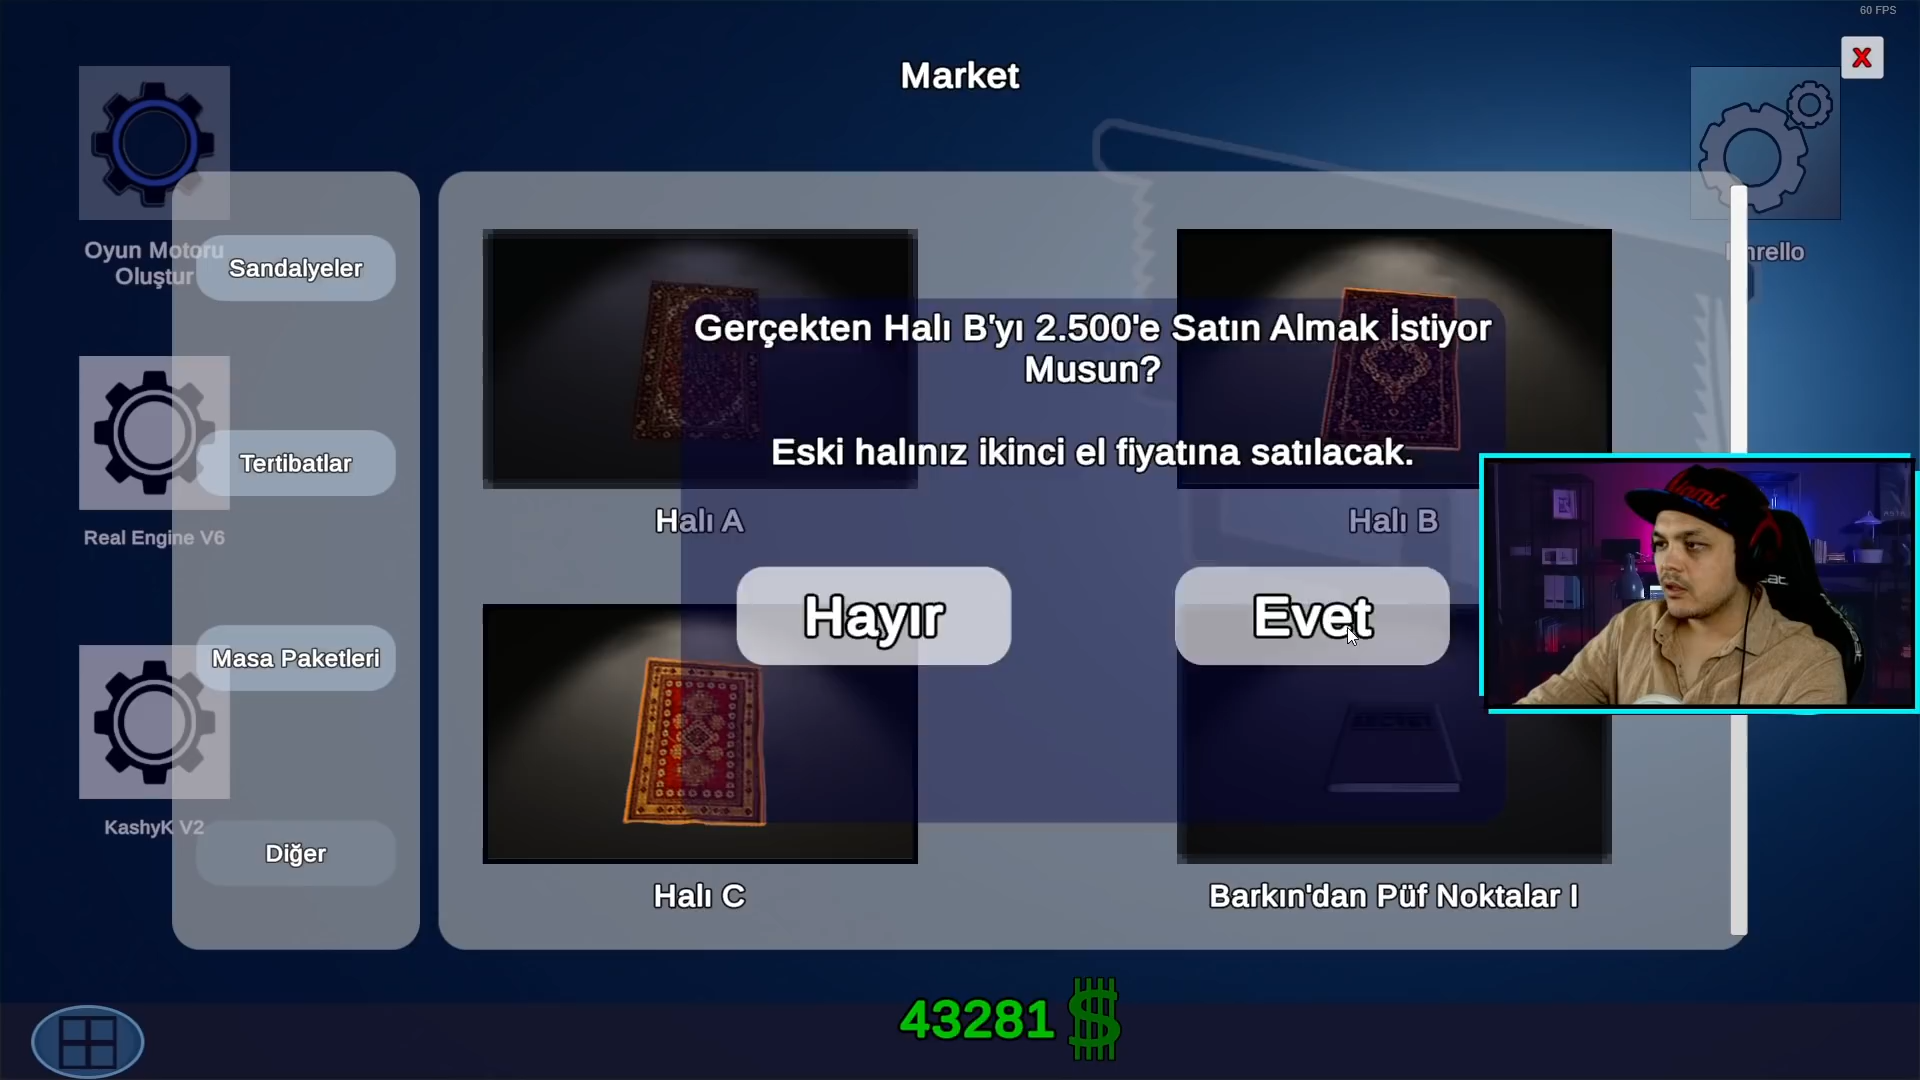 60 FPS
Market
X
Oyun Motoru
Oluştur
Sandalyeler
Gerçekten Halı B'yı 2.500'e Satın Almak İstiyor
Musun?
Eski halınız ikinci el fiyatına satılacak.
Tertibatlar
Halı A
Halı B
Real Engine V6
Hayır
Evet
Masa Paketleri
KashyK V2
Diğer
Halı C
Barkın'dan Püf Noktalar I
43281 $